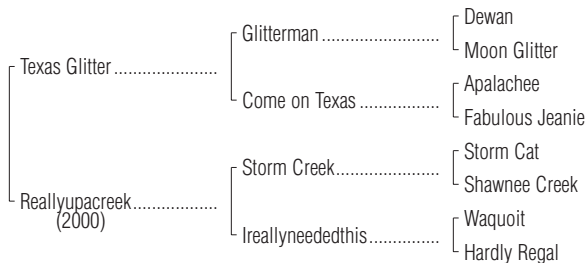 Dewan
Glitterman ........................................
Moon Glitter
Texas Glitter ........................
Apalachee
Come on Texas ...........................
Fabulous Jeanie
Storm Cat
Storm Creek ...................................
Shawnee Creek
Reallyupacreek ...................
(2000)
Waquoit
Ireallyneededthis ........................
Hardly Regal